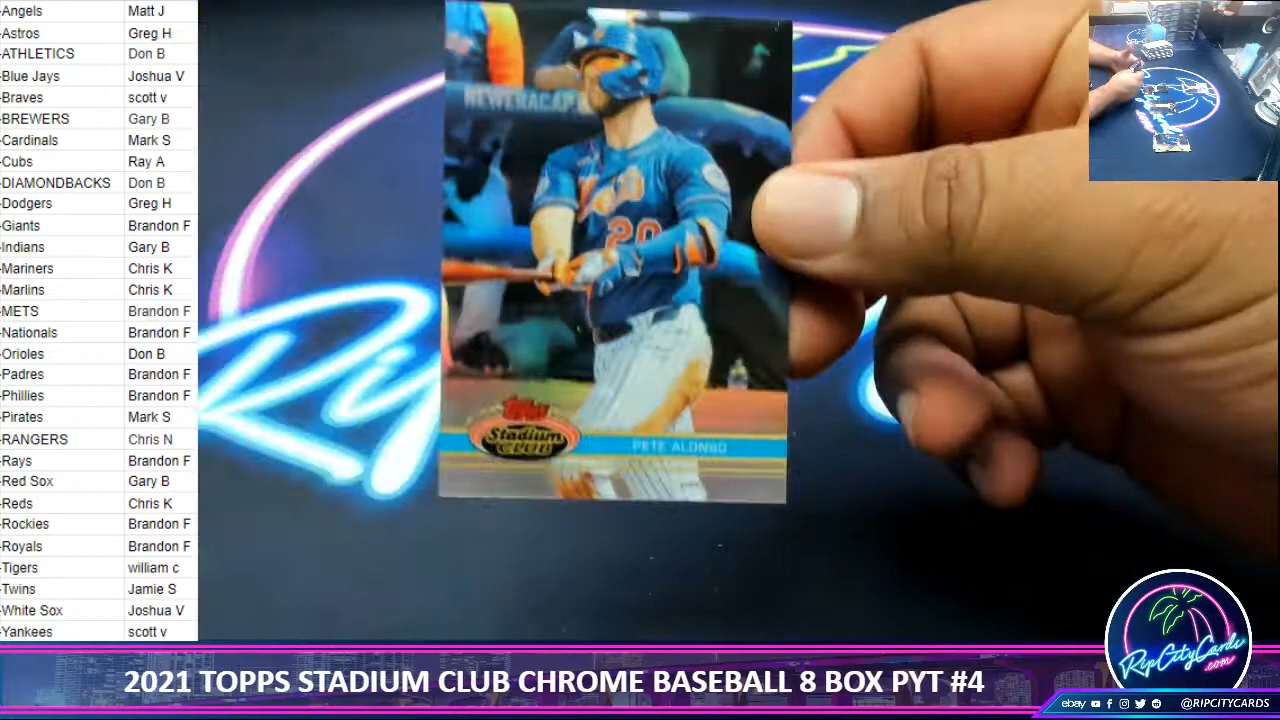 -Angels Matt J
-Astros Greg H
-ATHLETICS Don B
-Blue Jays Joshua V
-Braves scott v
-BREWERS Gary B
-Cardinals Mark S
-Cubs Ray A
-DIAMONDBACKS Don B
-Dodgers Greg H
-Giants Brandon F
-Indians Gary B
-Mariners Chris K
-Marlins Chris K
-METS Brandon F
-Nationals Brandon F
-Orioles Don B
-Padres Brandon F
-Phillies Brandon F
-Pirates Mark S
-RANGERS Chris N
-Rays Brandon F
-Red Sox Gary B
-Reds Chris K
-Rockies Brandon F
-Royals Brandon F
-Tigers william c
-Twins Jamie S
-White Sox Joshua V
-Yankees scott v
20
Topps
Stadium
CLUB
PETE ALONSO
2021 TOPPS STADIUM CLUB CHROME BASEBALL 8 BOX PYT #4
RipCityCards
.com
ebay @RIPCITYCARDS